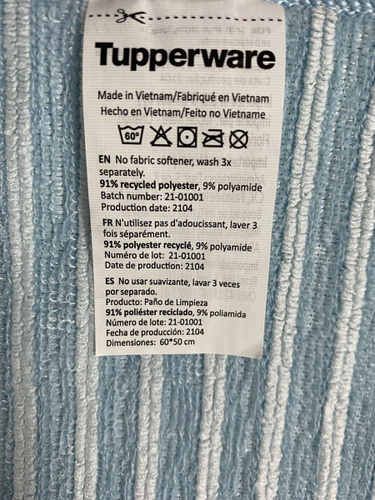 Tupperware
Made in Vietnam/Fabriqué en Vietnam
Hecho en Vietnam/Feito no Vietname
60°
EN No fabric softener, wash 3x
separately.
91% recycled polyester, 9% polyamide
Batch number: 21-01001
Production date: 2104
FR N'utilisez pas d'adoucissant, laver 3
fois séparément.
91% polyester recyclé, 9% polyamide
Numéro de lot: 21-01001
Date de production: 2104
ES No usar suavizante, lavar 3 veces
por separado.
Producto: Paño de Limpieza
91% poliéster reciclado, 9% poliamida
Número de lote: 21-01001
Fecha de producción: 2104
Dimensiones: 60*50 cm